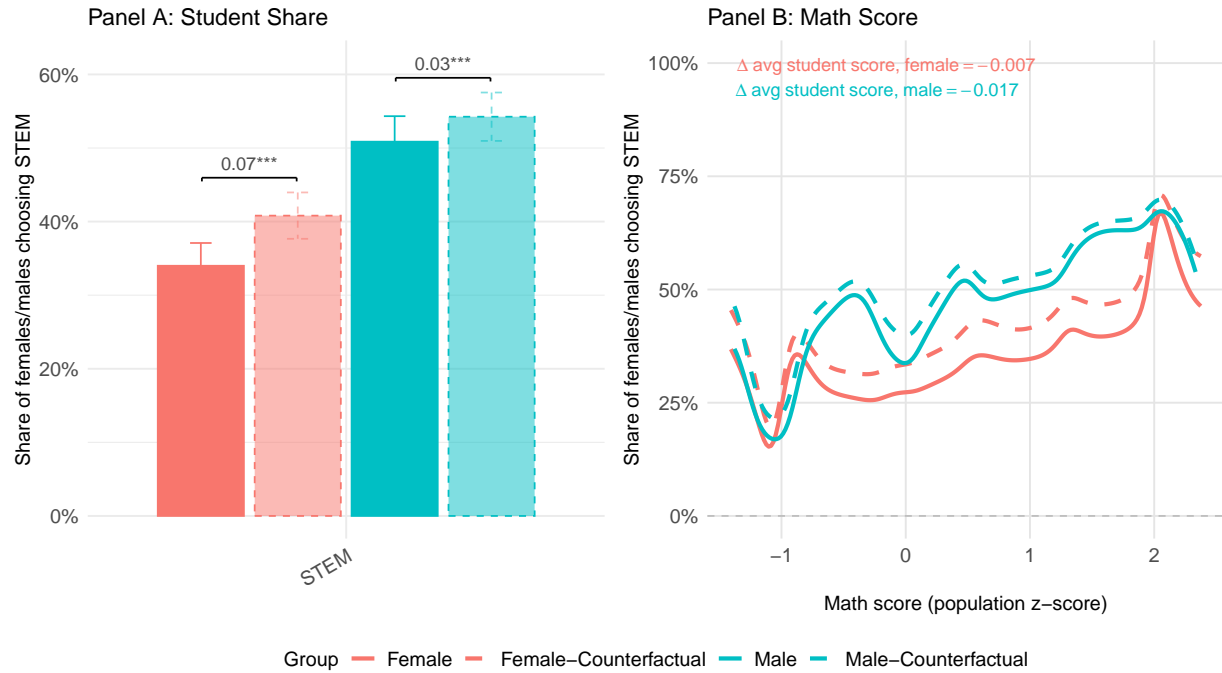 Panel A: Student Share
Share of females/males choosing STEM
60%
40%
20%
0%
0.07***
0.03***
STEM
Panel B: Math Score
Share of females/males choosing STEM
100%
75%
50%
25%
0%
Δ avg student score, female = −0.007
Δ avg student score, male = −0.017
−1
0
1
2
Math score (population z−score)
Group Female Female−Counterfactual Male Male−Counterfactual